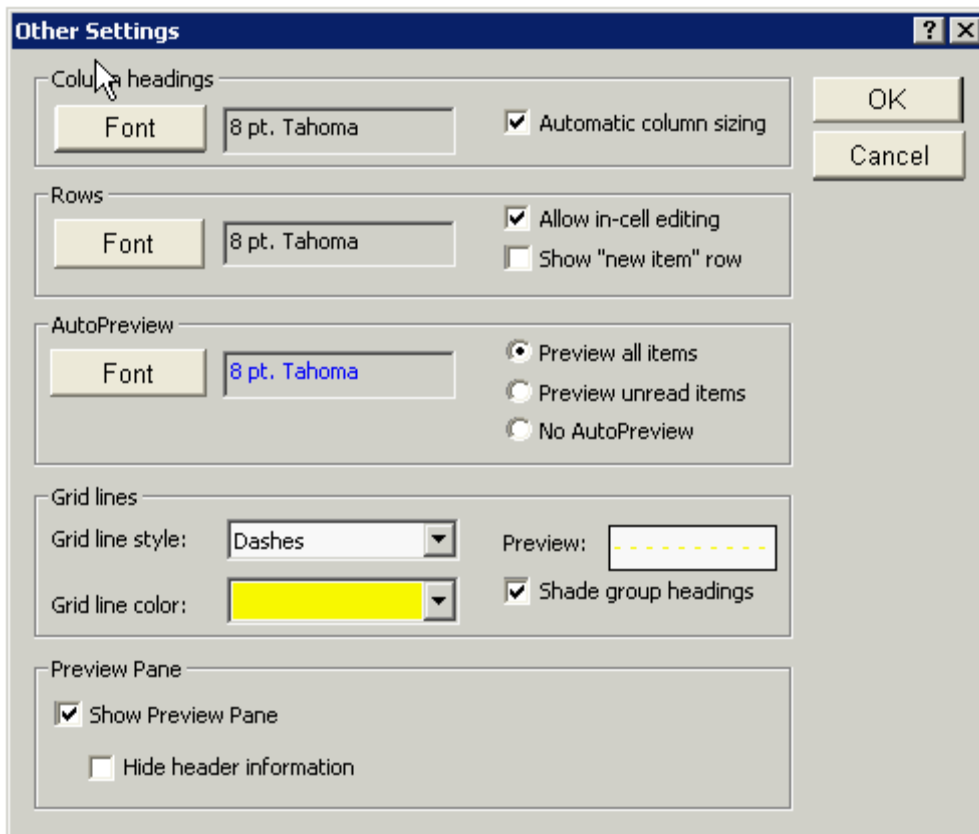 Other Settings
Column headings
Font
8 pt. Tahoma
Automatic column sizing
OK
Cancel
Rows
Font
8 pt. Tahoma
Allow in-cell editing
Show "new item" row
AutoPreview
Font
8 pt. Tahoma
Preview all items
Preview unread items
No AutoPreview
Grid lines
Grid line style:
Dashes
Preview:
Grid line color:
Shade group headings
Preview Pane
Show Preview Pane
Hide header information